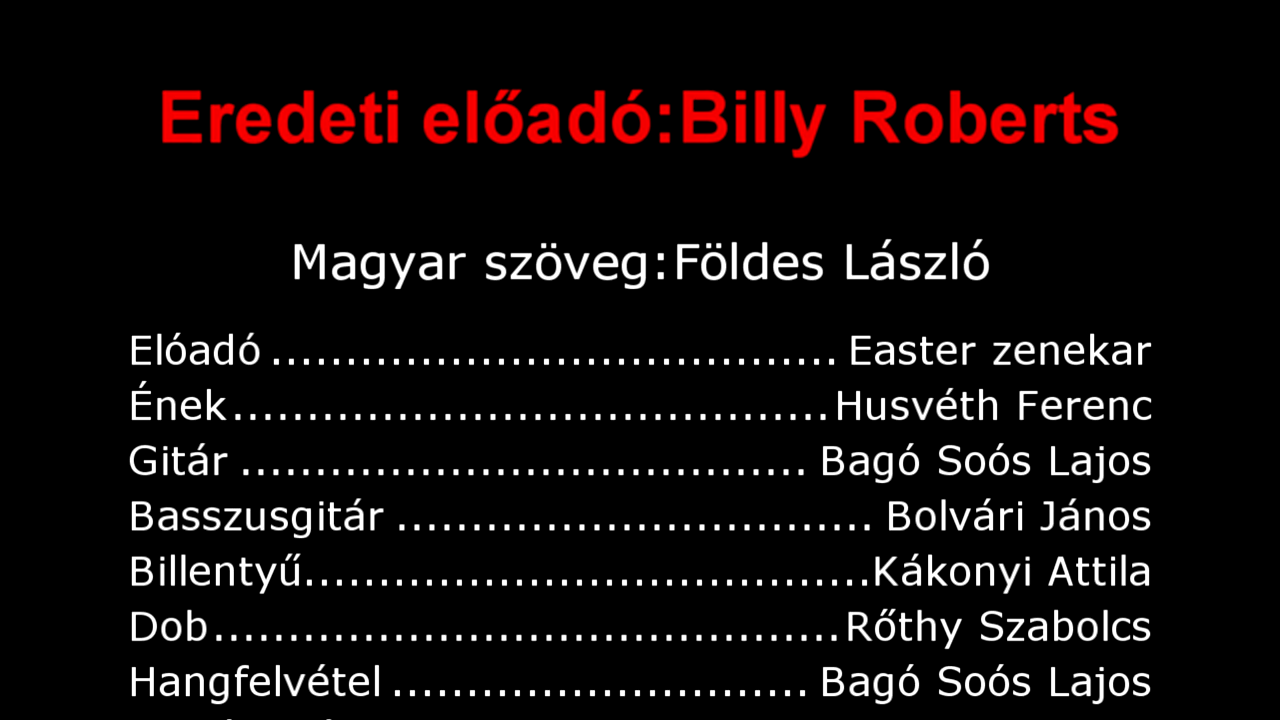 Eredeti előadó:Billy Roberts
Magyar szöveg:Földes László
Elóadó ...................................... Easter zenekar
Ének ........................................ Husvéth Ferenc
Gitár ...................................... Bagó Soós Lajos
Basszusgitár ................................ Bolvári János
Billentyű......................................Kákonyi Attila
Dob .......................................... Rőthy Szabolcs
Hangfelvétel ............................ Bagó Soós Lajos